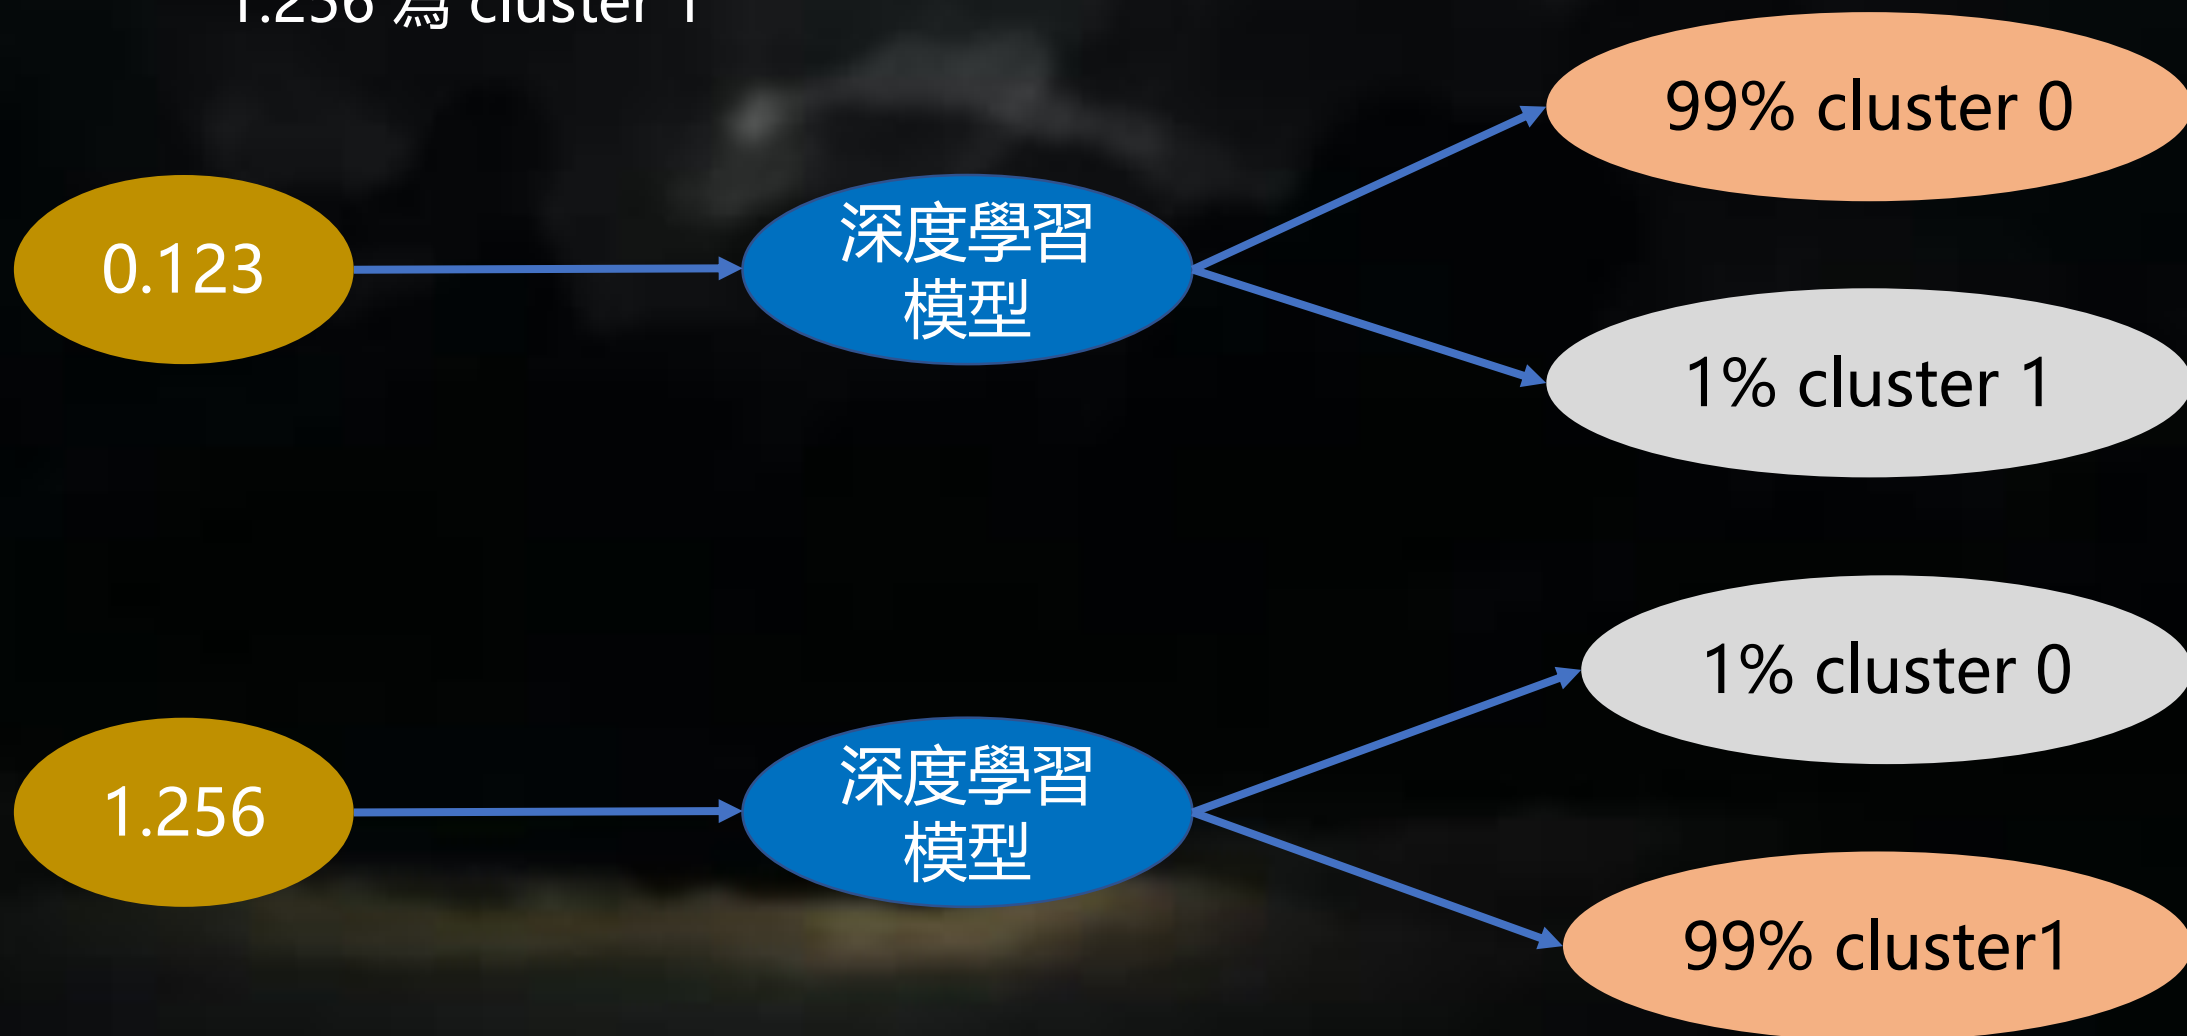 1.256 為 cluster 1
99% cluster 0
0.123
深度學習
模型
1% cluster 1
1% cluster 0
1.256
深度學習
模型
99% cluster1